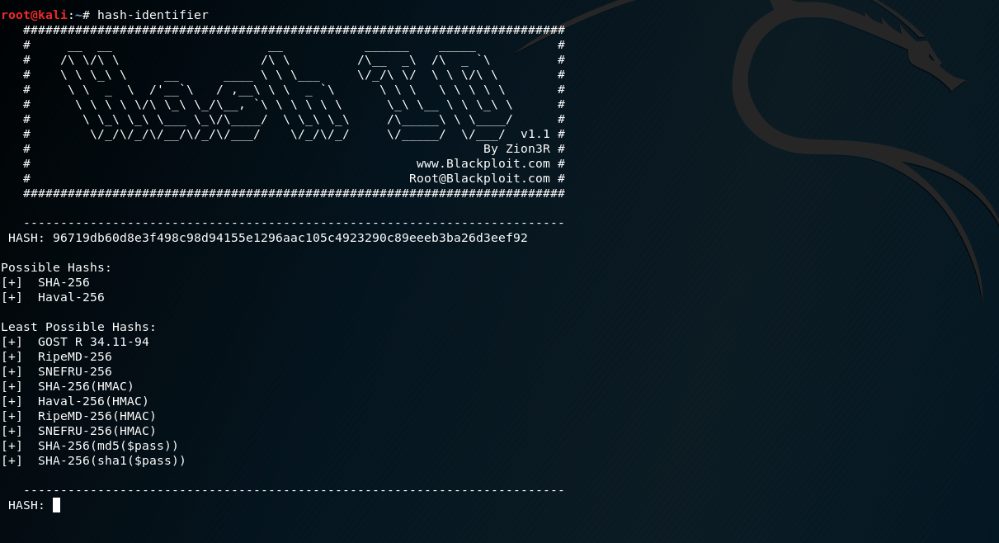 root@kali:~# hash-identifier
   #########################################################################
   #     __  __                     __           ______    _____           #
   #    /\ \/\ \                   /\ \         /\__  _\  /\  _ `\         #
   #    \ \ \_\ \     __      ____ \ \ \___     \/_/\ \/  \ \ \/\ \        #
   #     \ \  _  \  /'__`\   / ,__\ \ \  _ `\      \ \ \   \ \ \ \ \       #
   #      \ \ \ \ \/\ \_\ \_/\__, `\ \ \ \ \ \      \_\ \__ \ \ \_\ \      #
   #       \ \_\ \_\ \___ \_\/\____/  \ \_\ \_\     /\_____\ \ \____/      #
   #        \/_/\/_/\/__/\/_/\/___/    \/_/\/_/     \/_____/  \/___/  v1.1 #
   #                                                             By Zion3R #
   #                                                    www.Blackploit.com #
   #                                                   Root@Blackploit.com #
   #########################################################################
   -------------------------------------------------------------------------
 HASH: 96719db60d8e3f498c98d94155e1296aac105c4923290c89eeeb3ba26d3eef92
Possible Hashs:
[+]  SHA-256
[+]  Haval-256
Least Possible Hashs:
[+]  GOST R 34.11-94
[+]  RipeMD-256
[+]  SNEFRU-256
[+]  SHA-256(HMAC)
[+]  Haval-256(HMAC)
[+]  RipeMD-256(HMAC)
[+]  SNEFRU-256(HMAC)
[+]  SHA-256(md5($pass))
[+]  SHA-256(sha1($pass))
   -------------------------------------------------------------------------
 HASH: